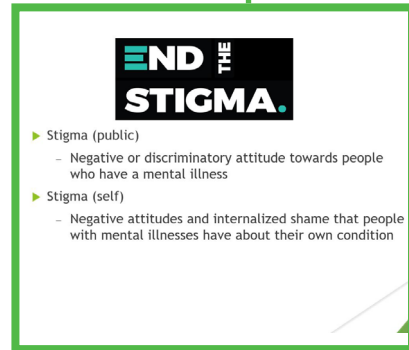 END THE
STIGMA.
Stigma (public)
– Negative or discriminatory attitude towards people
who have a mental illness
Stigma (self)
– Negative attitudes and internalized shame that people
with mental illnesses have about their own condition